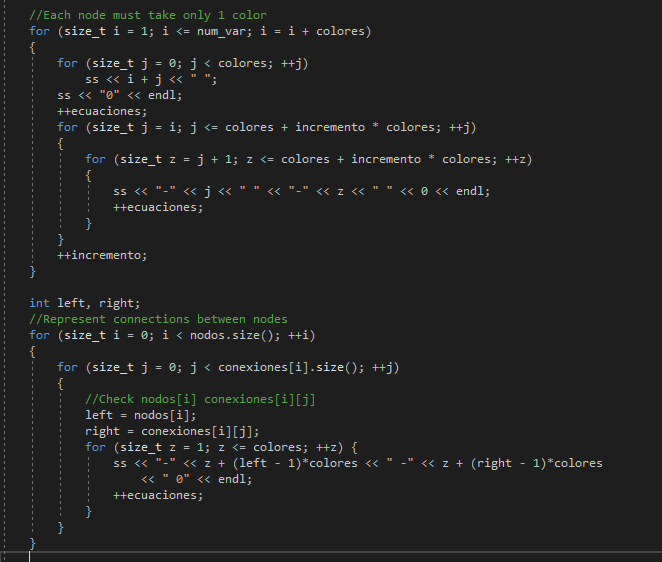 //Each node must take only 1 color
for (size_t i = 1; i <= num_var; i = i + colores)
{
for (size_t j = 0; j < colores; ++j)
ss << i + j << " ";
ss << "0" << endl;
++ecuaciones;
for (size_t j = i; j <= colores + incremento * colores; ++j)
{
for (size_t z = j + 1; z <= colores + incremento * colores; ++z)
{
ss << "-" << j << " " << "-" << z << " " << 0 << endl;
++ecuaciones;
}
}
++incremento;
}
int left, right;
//Represent connections between nodes
for (size_t i = 0; i < nodos.size(); ++i)
{
for (size_t j = 0; j < conexiones[i].size(); ++j)
{
//Check nodos[i] conexiones[i][j]
left = nodos[i];
right = conexiones[i][j];
for (size_t z = 1; z <= colores; ++z) {
ss << "-" << z + (left - 1)*colores << " -" << z + (right - 1)*colores
<< " 0" << endl;
++ecuaciones;
}
}
}